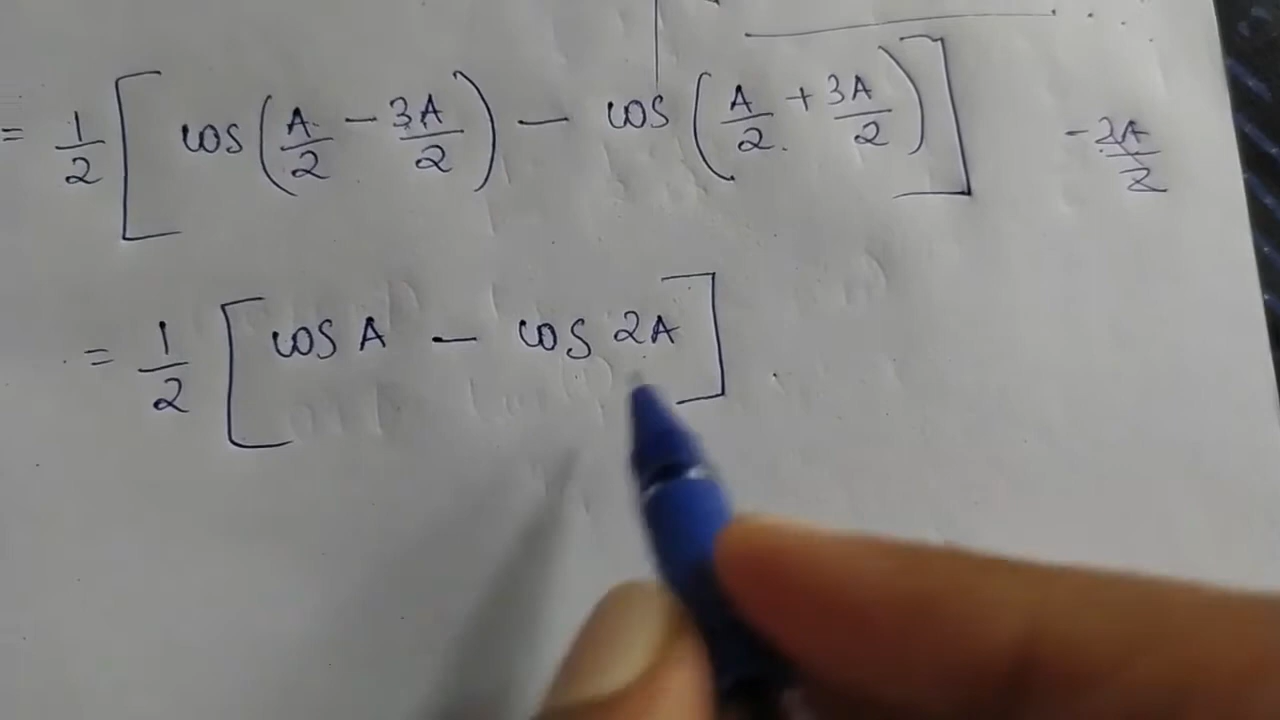 = 1/2 [ cos(A/2 - 3A/2) - cos(A/2 + 3A/2) ]
-2A/2
= 1/2 [ cos A - cos 2A ]